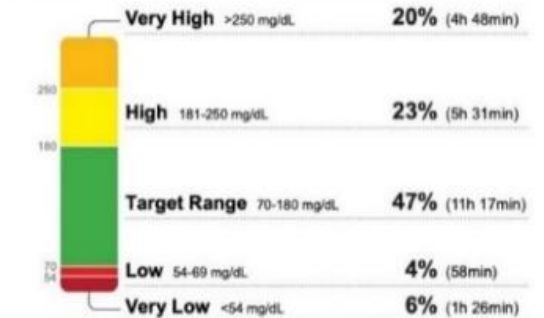 Very High >250 mg/dL 20% (4h 48min)
250
High 181-250 mg/dL 23% (5h 31min)
180
Target Range 70-180 mg/dL 47% (11h 17min)
70
Low 54-69 mg/dL 4% (58min)
54
Very Low <54 mg/dL 6% (1h 26min)